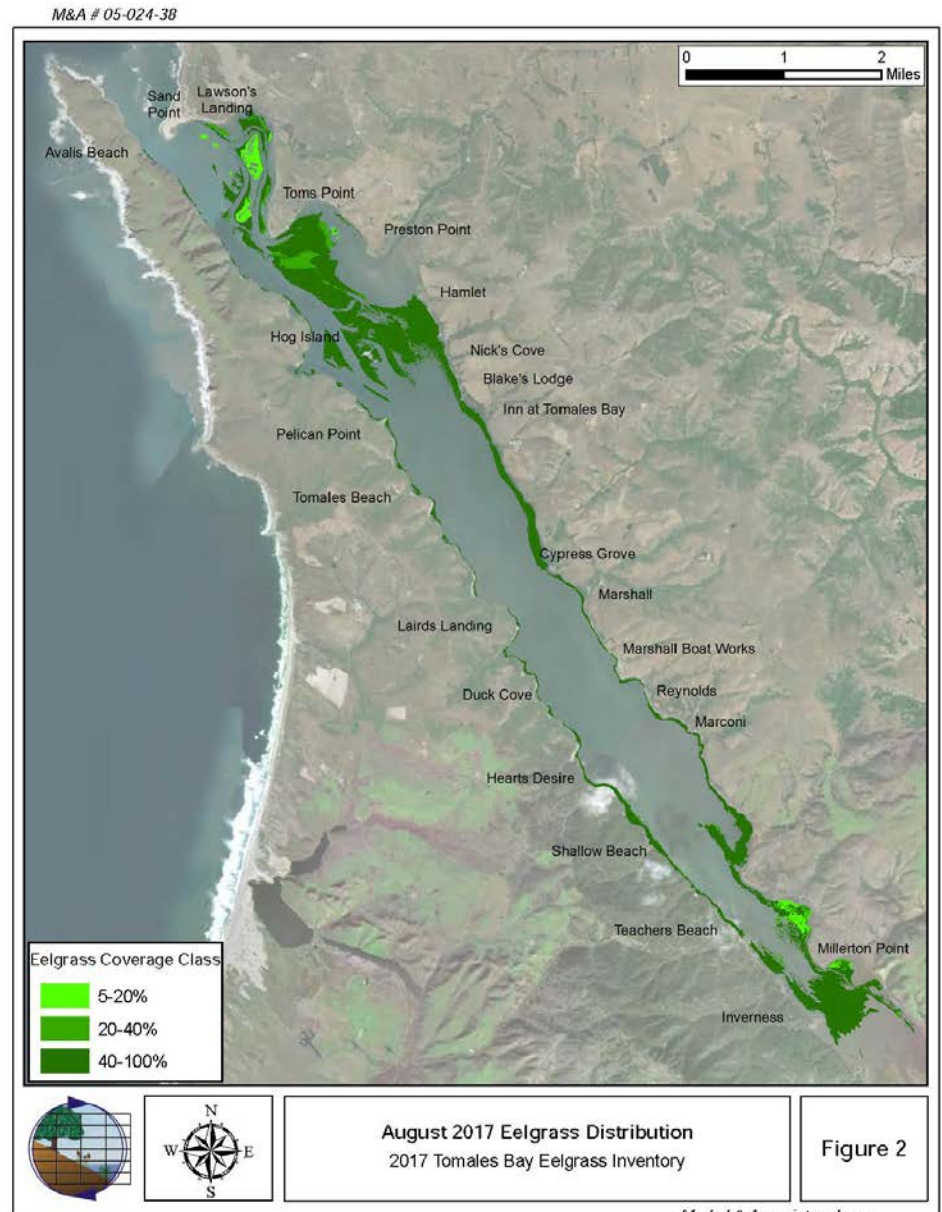 M&A # 05-024-38
0 1 2
Miles
Sand
Point
Lawson's
Landing
Avalis Beach
Toms Point
Preston Point
Hamlet
Hog Island
Nick's Cove
Blake's Lodge
Inn at Tomales Bay
Pelican Point
Tomales Beach
Cypress Grove
Marshall
Lairds Landing
Marshall Boat Works
Duck Cove
Reynolds
Marconi
Hearts Desire
Shallow Beach
Teachers Beach
Millerton Point
Inverness
Eelgrass Coverage Class
5-20%
20-40%
40-100%
N
W E
S
August 2017 Eelgrass Distribution
2017 Tomales Bay Eelgrass Inventory
Figure 2